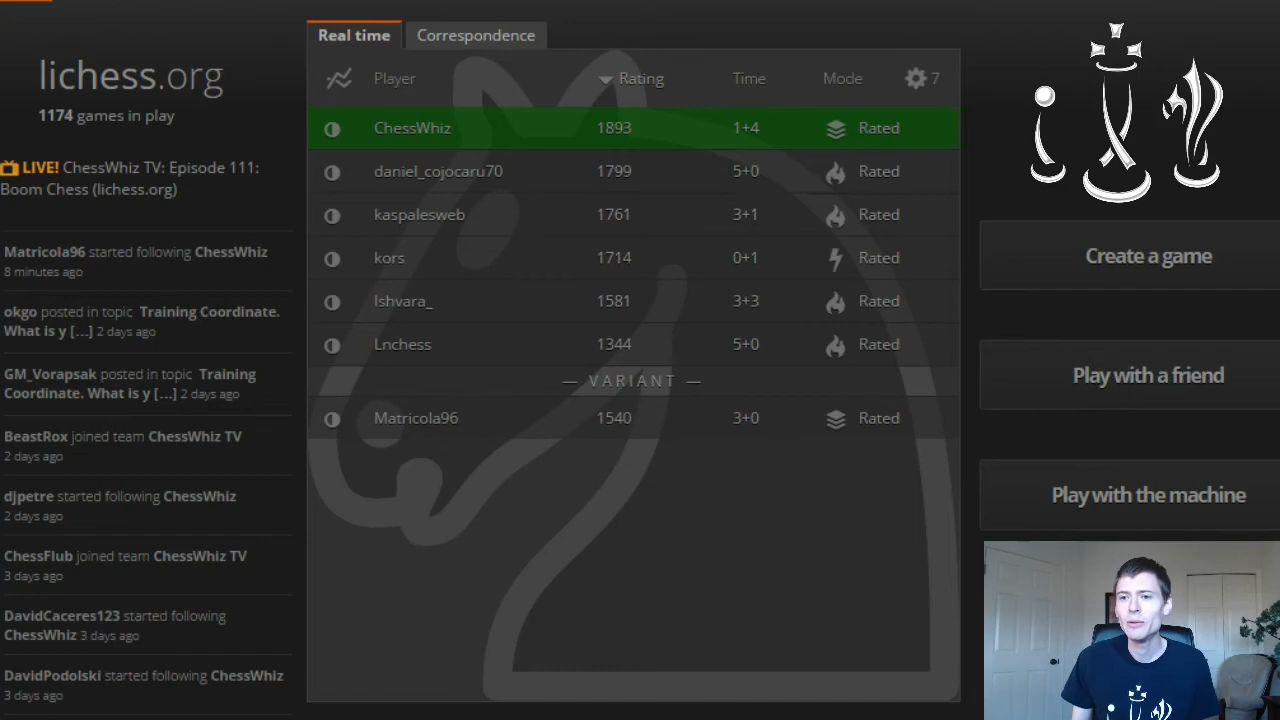 lichess.org
1174 games in play
LIVE! ChessWhiz TV: Episode 111:
Boom Chess (lichess.org)
Matricola96 started following ChessWhiz
8 minutes ago
okgo posted in topic Training Coordinate.
What is y [...] 2 days ago
GM_Vorapsak posted in topic Training
Coordinate. What is y [...] 2 days ago
BeastRox joined team ChessWhiz TV
2 days ago
djpetre started following ChessWhiz
2 days ago
ChessFlub joined team ChessWhiz TV
3 days ago
DavidCaceres123 started following
ChessWhiz 3 days ago
DavidPodolski started following ChessWhiz
3 days ago
Real time Correspondence
Player Rating Time Mode 7
ChessWhiz 1893 1+4 Rated
daniel_cojocaru70 1799 5+0 Rated
kaspalesweb 1761 3+1 Rated
kors 1714 0+1 Rated
Ishvara_ 1581 3+3 Rated
Lnchess 1344 5+0 Rated
— VARIANT —
Matricola96 1540 3+0 Rated
Create a game
Play with a friend
Play with the machine